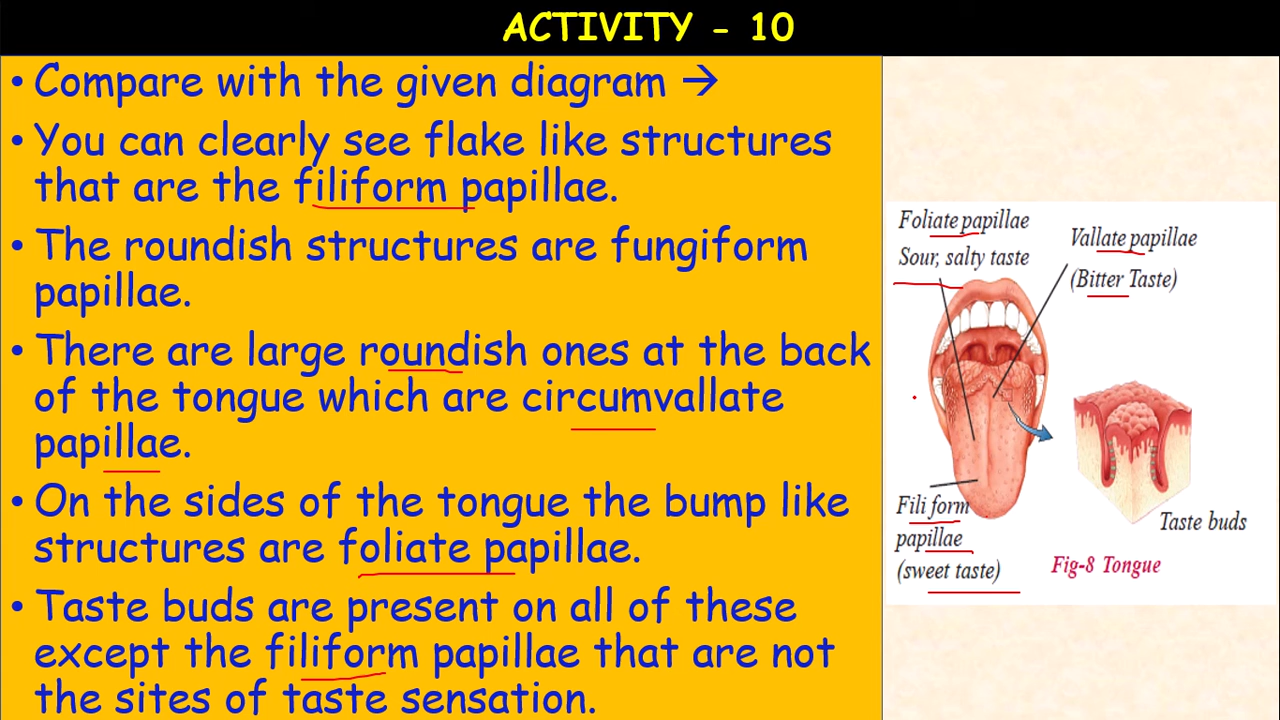 ACTIVITY - 10
• Compare with the given diagram →
• You can clearly see flake like structures
that are the filiform papillae.
• The roundish structures are fungiform
papillae.
• There are large roundish ones at the back
of the tongue which are circumvallate
papillae.
• On the sides of the tongue the bump like
structures are foliate papillae.
• Taste buds are present on all of these
except the filiform papillae that are not
the sites of taste sensation.
Foliate papillae
Sour, salty taste
Vallate papillae
(Bitter Taste)
Fili form
papillae
(sweet taste)
Taste buds
Fig-8 Tongue